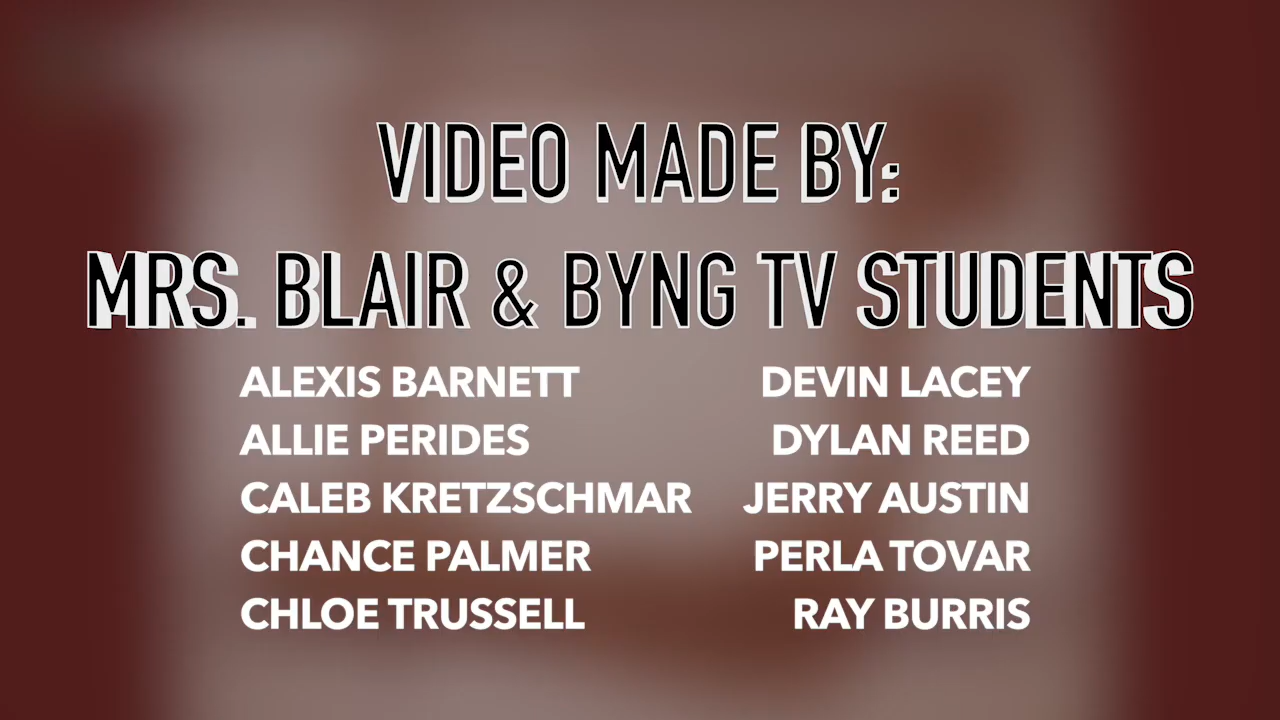 VIDEO MADE BY:
MRS. BLAIR & BYNG TV STUDENTS
ALEXIS BARNETT
ALLIE PERIDES
CALEB KRETZSCHMAR
CHANCE PALMER
CHLOE TRUSSELL
DEVIN LACEY
DYLAN REED
JERRY AUSTIN
PERLA TOVAR
RAY BURRIS